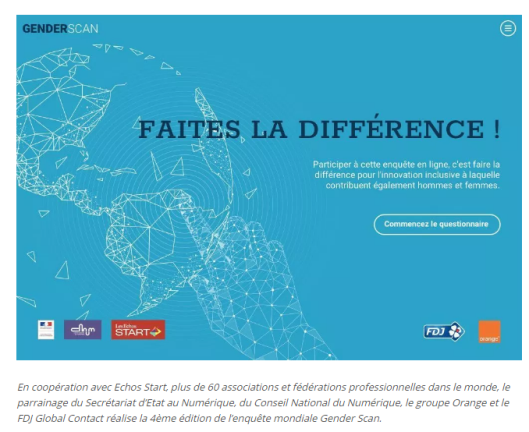 GENDERSCAN
FAITES LA DIFFÉRENCE !
Participer à cette enquête en ligne, c'est faire la
différence pour l'innovation inclusive à laquelle
contribuent également hommes et femmes.
Commencez le questionnaire
Les Echos
START
FDJ
orange
En coopération avec Echos Start, plus de 60 associations et fédérations professionnelles dans le monde, le
parrainage du Secrétariat d'Etat au Numérique, du Conseil National du Numérique, le groupe Orange et le
FDJ Global Contact réalise la 4ème édition de l'enquête mondiale Gender Scan.